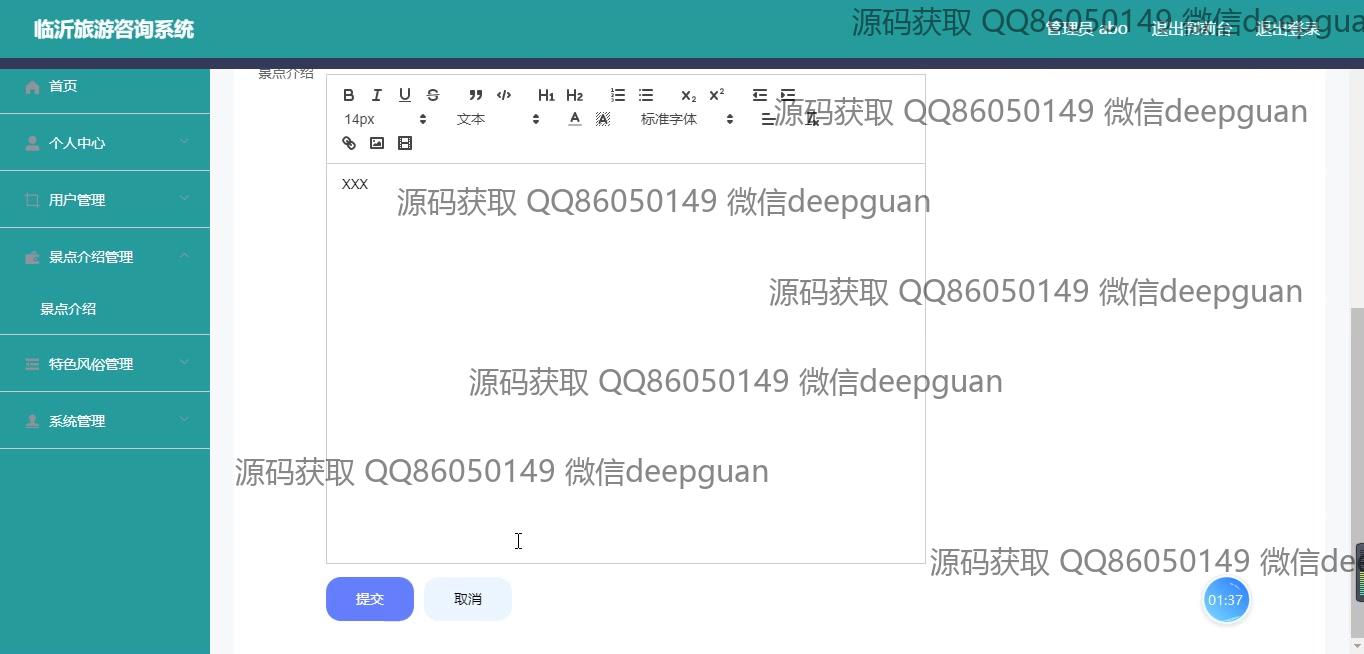 临沂旅游咨询系统
源码获取 QQ86050149 微信deepgua
管理员 abo
退出到前台
退出登录
首页
个人中心
用户管理
景点介绍管理
景点介绍
特色风俗管理
系统管理
景点介绍
B I U S H1 H2 X2 X2
14px 文本 A 标准字体
源码获取 QQ86050149 微信deepguan
XXX
源码获取 QQ86050149 微信deepguan
源码获取 QQ86050149 微信deepguan
源码获取 QQ86050149 微信deepguan
源码获取 QQ86050149 微信deepguan
源码获取 QQ86050149 微信dee
提交
取消
01:37